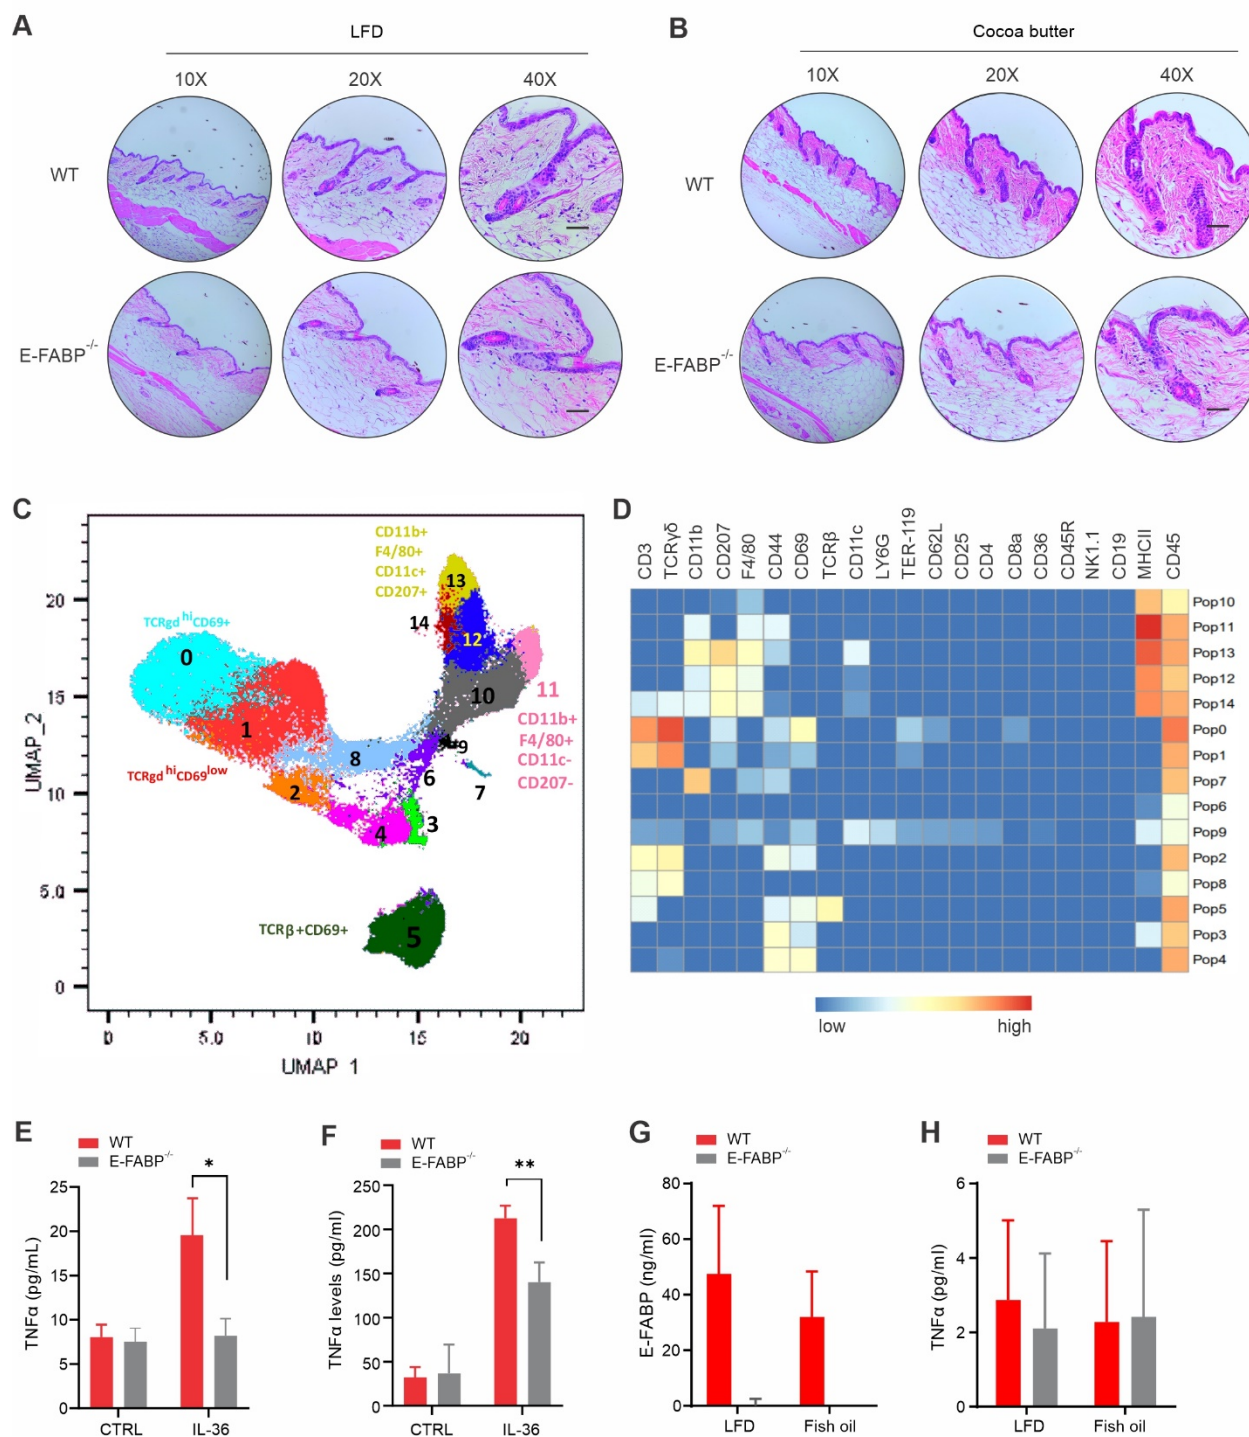 A
LFD
10X 20X 40X
WT
E-FABP-/-
B
Cocoa butter
10X 20X 40X
WT
E-FABP-/-
C
CD11b+
F4/80+
CD11c+
CD207+
13
14
12
TCRgd hiCD69+
0
1
TCRgd hiCD69low
10
11
CD11b+
F4/80+
CD11c-
CD207-
8
9
6
7
2
4
3
TCRβ+CD69+
5
UMAP_2
20
15
10
5.0
0
0 5.0 10 15 20
UMAP_1
D
CD3 TCRγδ CD11b CD207 F4/80 CD44 CD69 TCRβ CD11c LY6G TER-119 CD62L CD25 CD4 CD8a CD36 CD45R NK1.1 CD19 MHCII CD45
Pop10
Pop11
Pop13
Pop12
Pop14
Pop0
Pop1
Pop7
Pop6
Pop9
Pop2
Pop8
Pop5
Pop3
Pop4
low high
E
WT
E-FABP-/-
TNFα (pg/mL)
25
20
15
10
5
0
*
CTRL IL-36
F
WT
E-FABP-/-
TNFα levels (pg/ml)
250
200
150
100
50
0
**
CTRL IL-36
G
WT
E-FABP-/-
E-FABP (ng/ml)
80
60
40
20
0
LFD Fish oil
H
WT
E-FABP-/-
TNFα (pg/ml)
6
4
2
0
LFD Fish oil